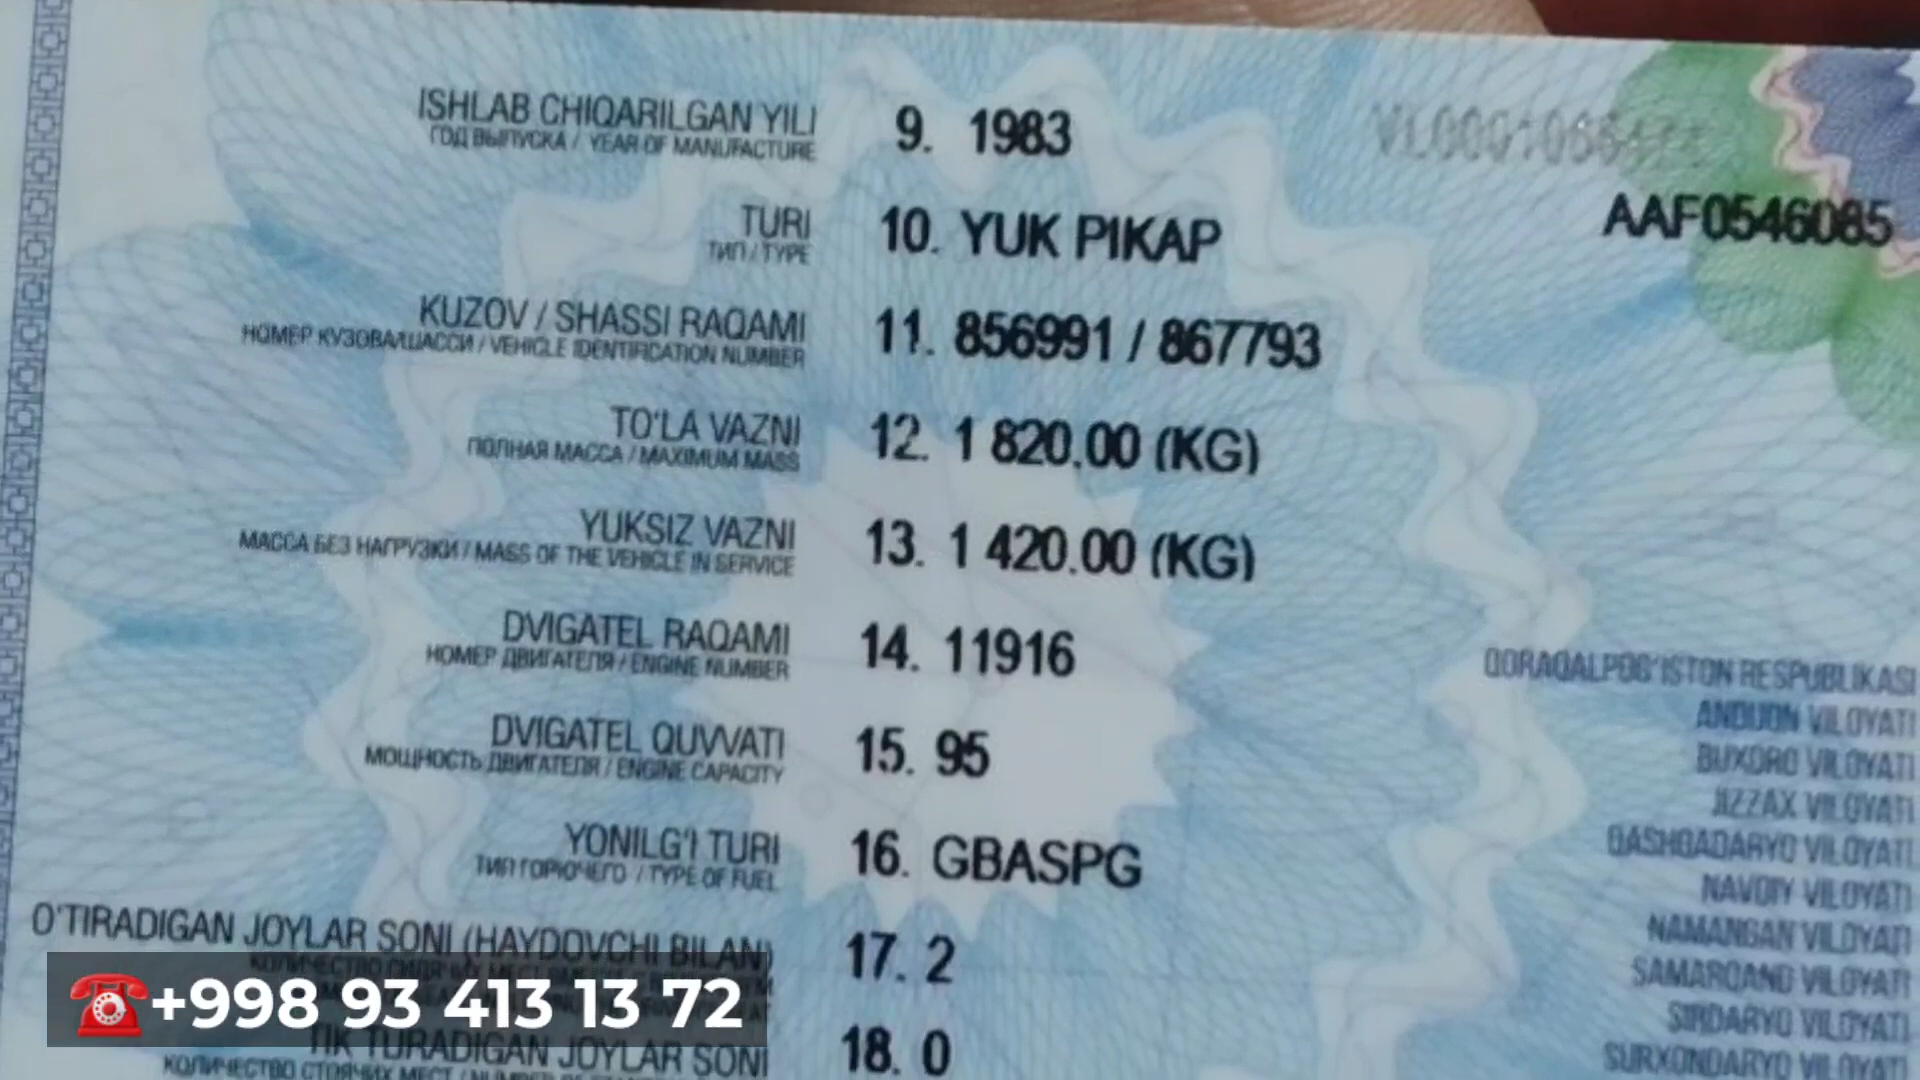 ISHLAB CHIQARILGAN YILI 9. 1983
ГОД ВЫПУСКА / YEAR OF MANUFACTURE
AAF0546085
TURI 10. YUK PIKAP
ТИП / TYPE
KUZOV / SHASSI RAQAMI 11. 856991 / 867793
НОМЕР КУЗОВА/ШАССИ / VEHICLE IDENTIFICATION NUMBER
TO'LA VAZNI 12. 1 820.00 (KG)
ПОЛНАЯ МАССА / MAXIMUM MASS
YUKSIZ VAZNI 13. 1 420.00 (KG)
МАССА БЕЗ НАГРУЗКИ / MASS OF THE VEHICLE IN SERVICE
DVIGATEL RAQAMI 14. 11916
НОМЕР ДВИГАТЕЛЯ / ENGINE NUMBER
DVIGATEL QUVVATI 15. 95
МОЩНОСТЬ ДВИГАТЕЛЯ / ENGINE CAPACITY
YONILG'I TURI 16. GBASPG
ТИП ГОРЮЧЕГО / TYPE OF FUEL
O'TIRADIGAN JOYLAR SONI (HAYDOVCHI BILAN) 17. 2
+998 93 413 13 72
TIK TURADIGAN JOYLAR SONI 18. 0
КОЛИЧЕСТВО СТОЯЧИХ МЕСТ
QORAQALPOG'ISTON RESPUBLIKASI
ANDIJON VILOYATI
BUXORO VILOYATI
JIZZAX VILOYATI
QASHQADARYO VILOYATI
NAVOIY VILOYATI
NAMANGAN VILOYATI
SAMARQAND VILOYATI
SIRDARYO VILOYATI
SURXONDARYO VILOYATI